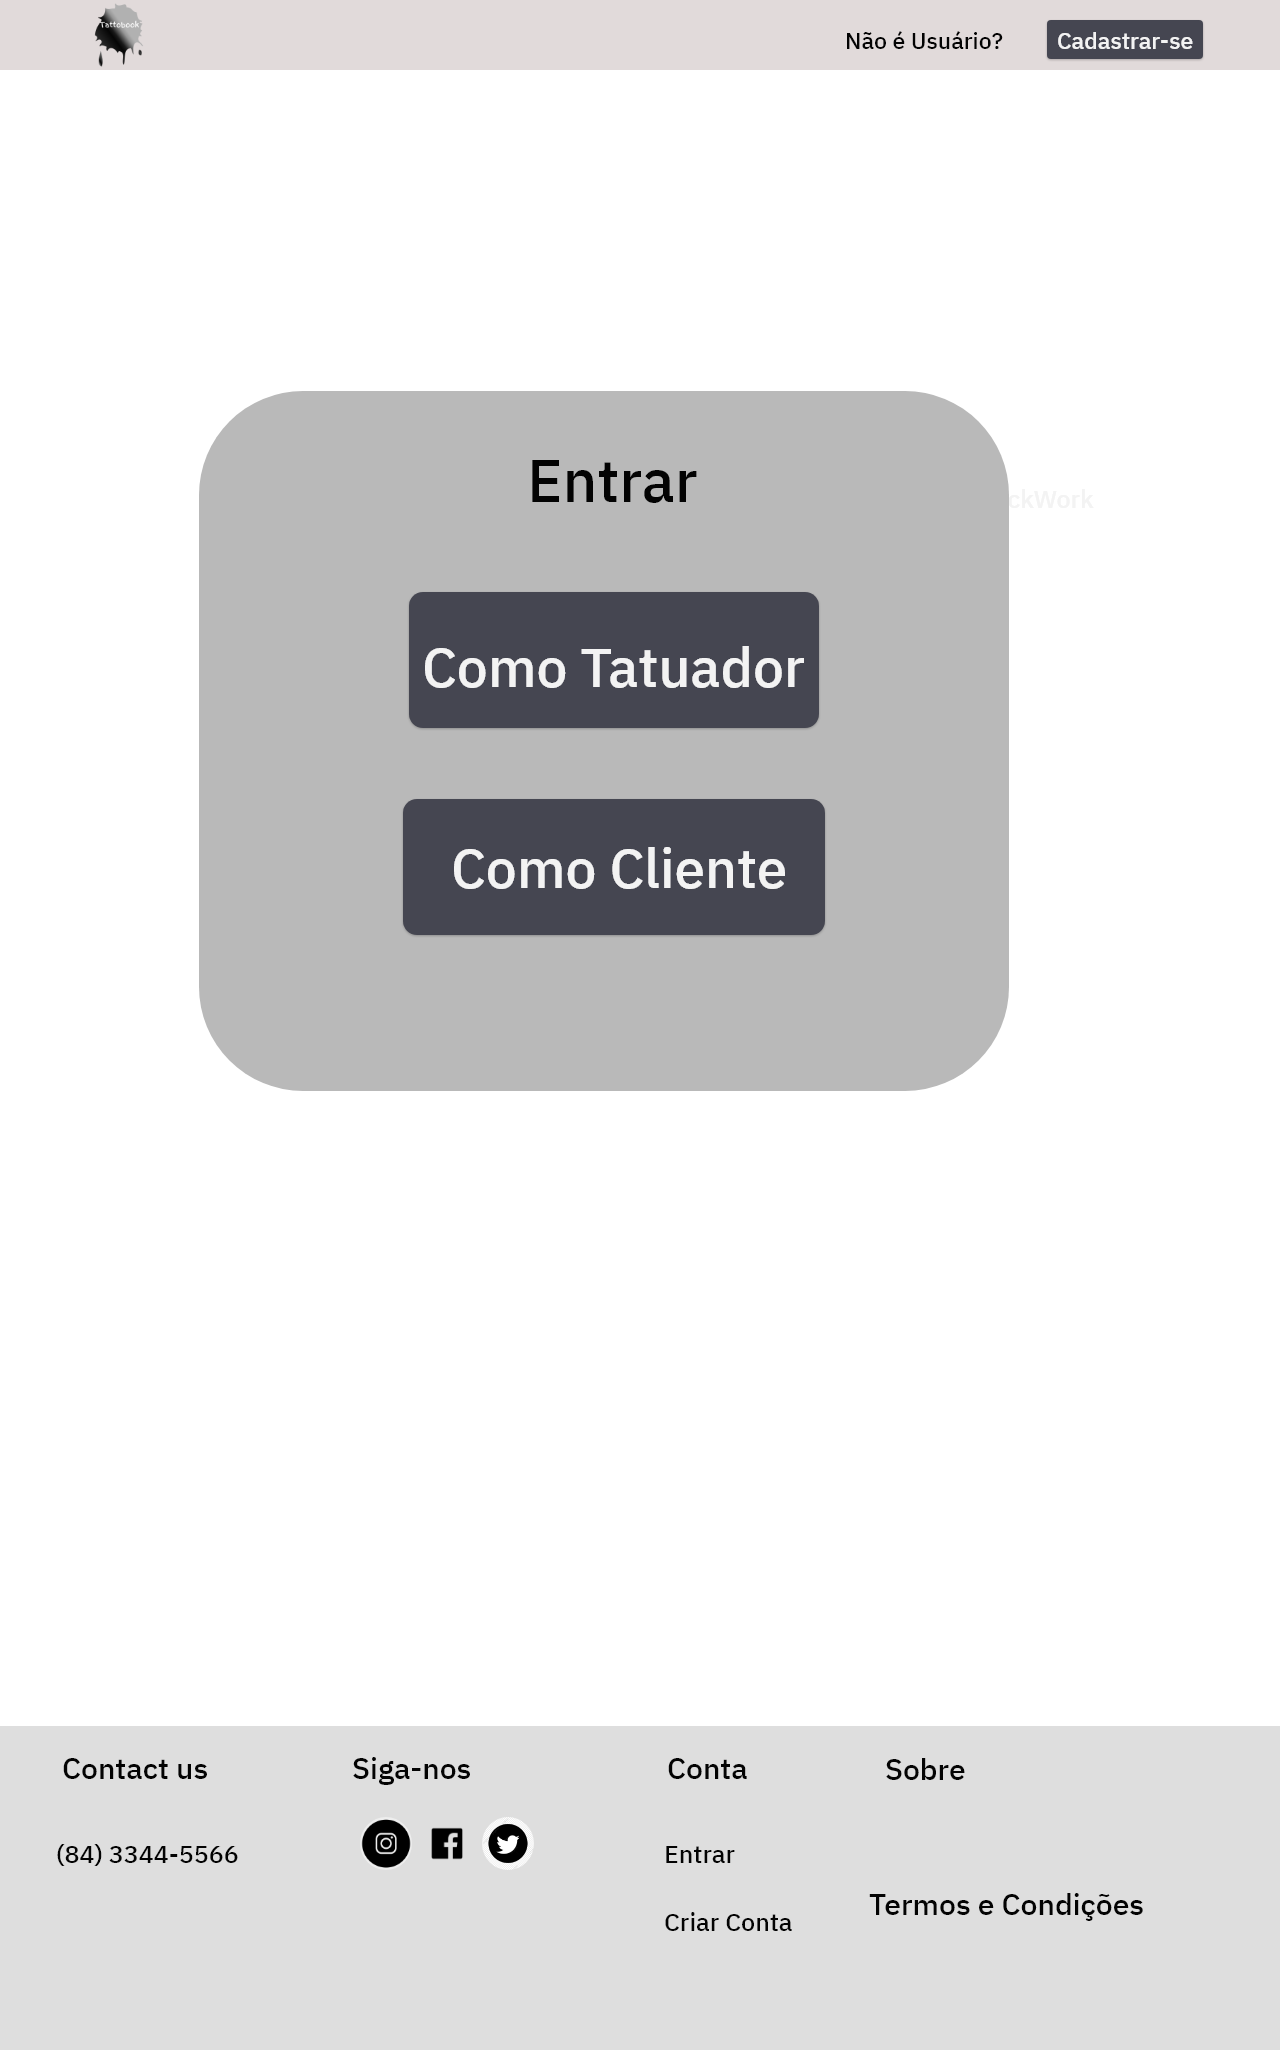 Tattobook
Não é Usuário?
Cadastrar-se
Entrar
ckWork
Como Tatuador
Como Cliente
Contact us
Siga-nos
Conta
Sobre
(84) 3344-5566
Entrar
Criar Conta
Termos e Condições